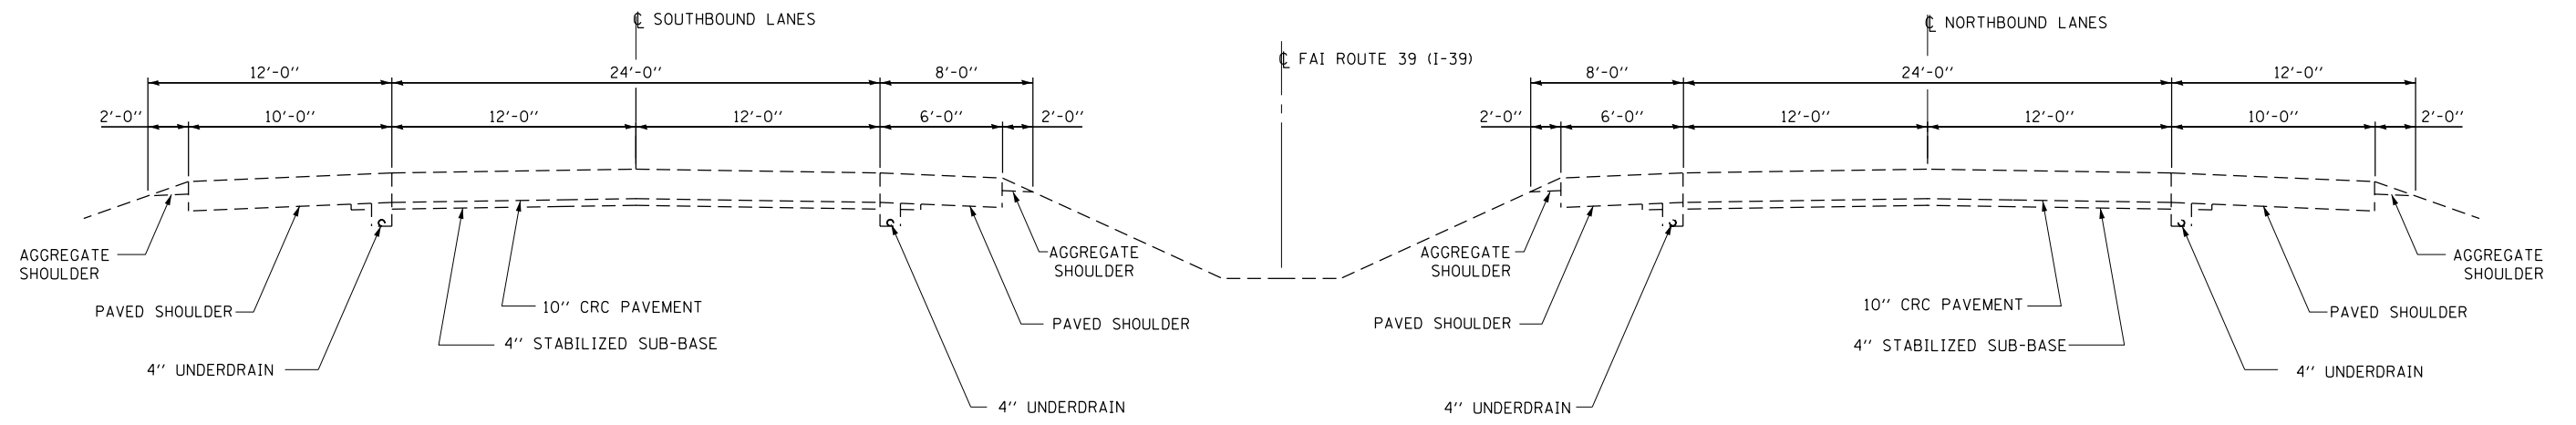 ℄ SOUTHBOUND LANES
℄ NORTHBOUND LANES
℄ FAI ROUTE 39 (I-39)
12'-0"
24'-0"
8'-0"
8'-0"
24'-0"
12'-0"
2'-0"
10'-0"
12'-0"
12'-0"
6'-0"
2'-0"
2'-0"
6'-0"
12'-0"
12'-0"
10'-0"
2'-0"
AGGREGATE
SHOULDER
AGGREGATE
SHOULDER
AGGREGATE
SHOULDER
AGGREGATE
SHOULDER
PAVED SHOULDER
10" CRC PAVEMENT
PAVED SHOULDER
PAVED SHOULDER
10" CRC PAVEMENT
PAVED SHOULDER
4" STABILIZED SUB-BASE
4" STABILIZED SUB-BASE
4" UNDERDRAIN
4" UNDERDRAIN
4" UNDERDRAIN
4" UNDERDRAIN